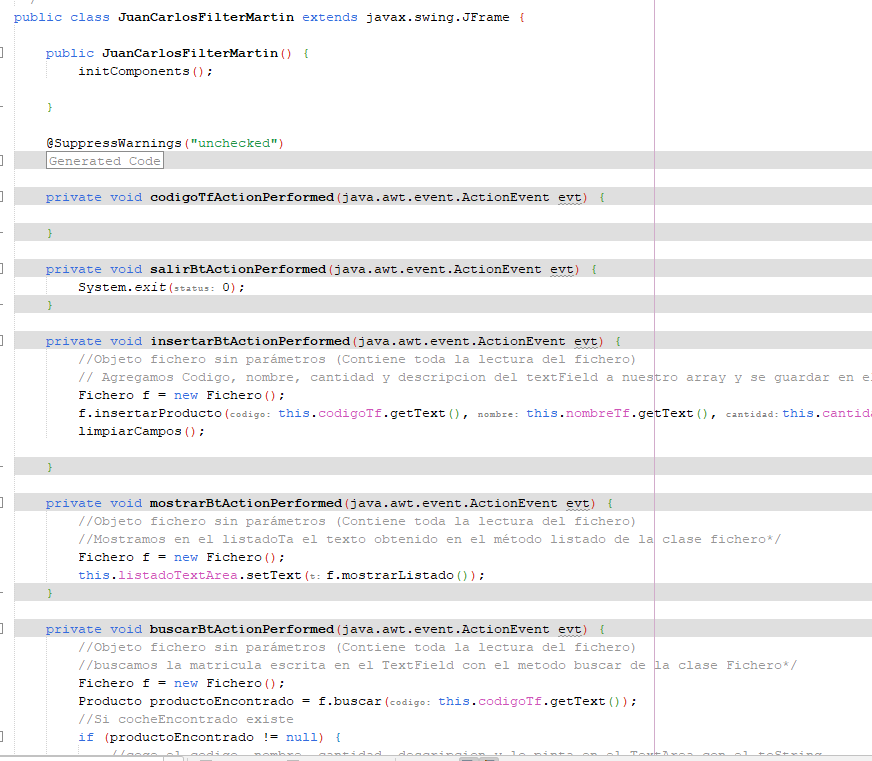 public class JuanCarlosFilterMartin extends javax.swing.JFrame {
public JuanCarlosFilterMartin() {
initComponents();
}
@SuppressWarnings("unchecked")
Generated Code
private void codigoTfActionPerformed(java.awt.event.ActionEvent evt) {
}
private void salirBtActionPerformed(java.awt.event.ActionEvent evt) {
System.exit(status: 0);
}
private void insertarBtActionPerformed(java.awt.event.ActionEvent evt) {
//Objeto fichero sin parámetros (Contiene toda la lectura del fichero)
// Agregamos Codigo, nombre, cantidad y descripcion del textField a nuestro array y se guardar en
Fichero f = new Fichero();
f.insertarProducto(codigo: this.codigoTf.getText(), nombre: this.nombreTf.getText(), cantidad: this.
limpiarCampos();
}
private void mostrarBtActionPerformed(java.awt.event.ActionEvent evt) {
//Objeto fichero sin parámetros (Contiene toda la lectura del fichero)
//Mostramos en el listadoTa el texto obtenido en el método listado de la clase fichero*/
Fichero f = new Fichero();
this.listadoTextArea.setText(t: f.mostrarListado());
}
private void buscarBtActionPerformed(java.awt.event.ActionEvent evt) {
//Objeto fichero sin parámetros (Contiene toda la lectura del fichero)
//buscamos la matricula escrita en el TextField con el metodo buscar de la clase Fichero*/
Fichero f = new Fichero();
Producto productoEncontrado = f.buscar(codigo: this.codigoTf.getText());
//Si cocheEncontrado existe
if (productoEncontrado != null) {